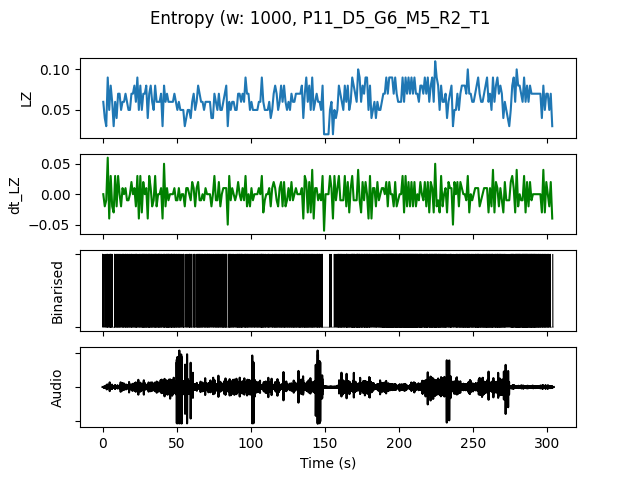 Entropy (w: 1000, P11_D5_G6_M5_R2_T1
0.10
0.05
LZ
0.05
0.00
−0.05
dt_LZ
Binarised
Audio
0 50 100 150 200 250 300
Time (s)